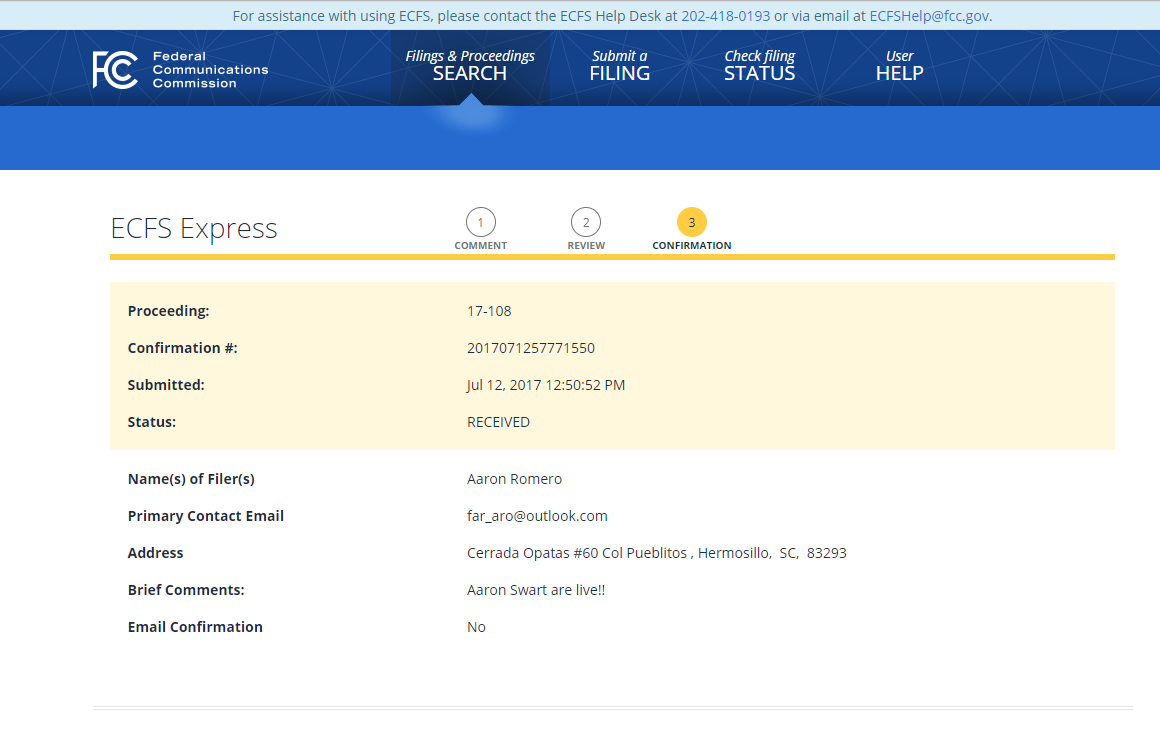 For assistance with using ECFS, please contact the ECFS Help Desk at 202-418-0193 or via email at ECFSHelp@fcc.gov.
FC Federal
Communications
Commission
Filings & Proceedings
SEARCH
Submit a
FILING
Check filing
STATUS
User
HELP
ECFS Express
1
COMMENT
2
REVIEW
3
CONFIRMATION
Proceeding: 17-108
Confirmation #: 2017071257771550
Submitted: Jul 12, 2017 12:50:52 PM
Status: RECEIVED
Name(s) of Filer(s) Aaron Romero
Primary Contact Email far_aro@outlook.com
Address Cerrada Opatas #60 Col Pueblitos , Hermosillo, SC, 83293
Brief Comments: Aaron Swart are live!!
Email Confirmation No